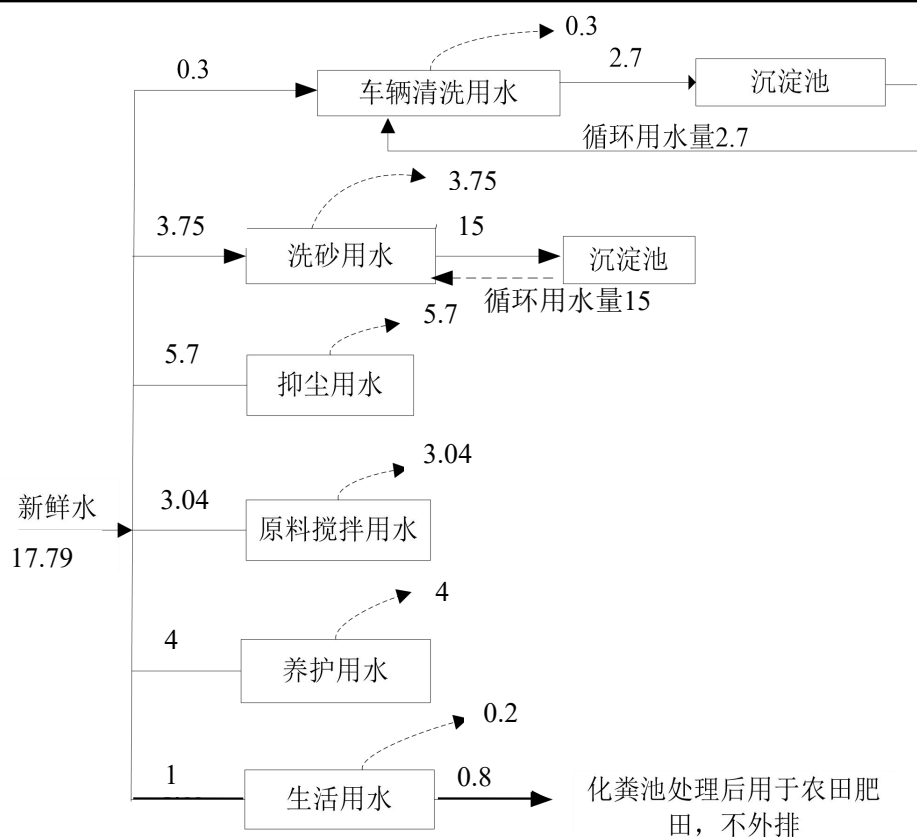 0.3
0.3
车辆清洗用水
2.7
沉淀池
循环用水量2.7
3.75
3.75
洗砂用水
15
沉淀池
循环用水量15
5.7
5.7
抑尘用水
3.04
3.04
原料搅拌用水
新鲜水
17.79
4
4
养护用水
0.2
1
生活用水
0.8
化粪池处理后用于农田肥
田，不外排